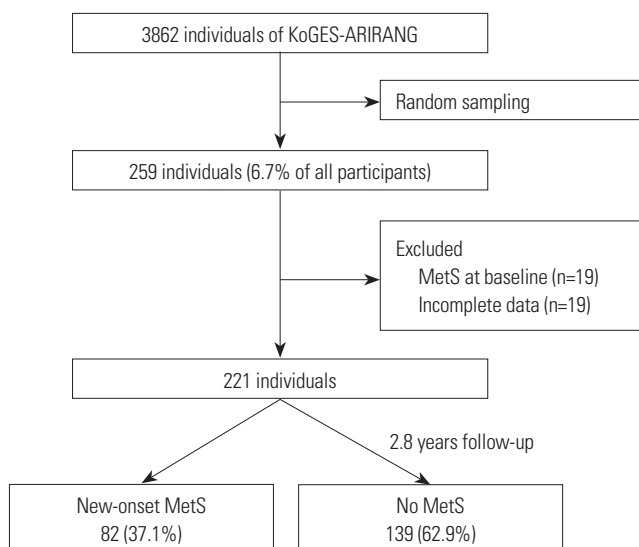 3862 individuals of KoGES-ARIRANG
Random sampling
259 individuals (6.7% of all participants)
Excluded
MetS at baseline (n=19)
Incomplete data (n=19)
221 individuals
2.8 years follow-up
New-onset MetS
82 (37.1%)
No MetS
139 (62.9%)